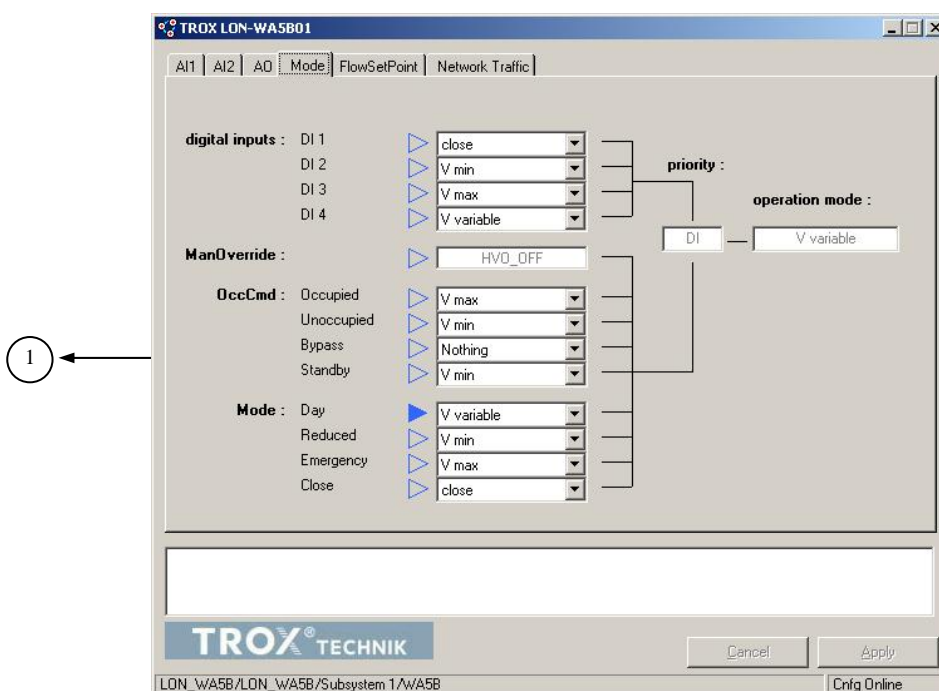 TROX LON-WA5B01
AI1 AI2 AO Mode FlowSetPoint Network Traffic
digital inputs : DI 1 close
DI 2 V min
DI 3 V max
DI 4 V variable
priority :
operation mode :
DI V variable
ManOverride : HVO_OFF
OccCmd : Occupied V max
Unoccupied V min
Bypass Nothing
Standby V min
1
Mode : Day V variable
Reduced V min
Emergency V max
Close close
TROX® TECHNIK
Cancel Apply
LON_WA5B/LON_WA5B/Subsystem 1/WA5B Cnfg Online